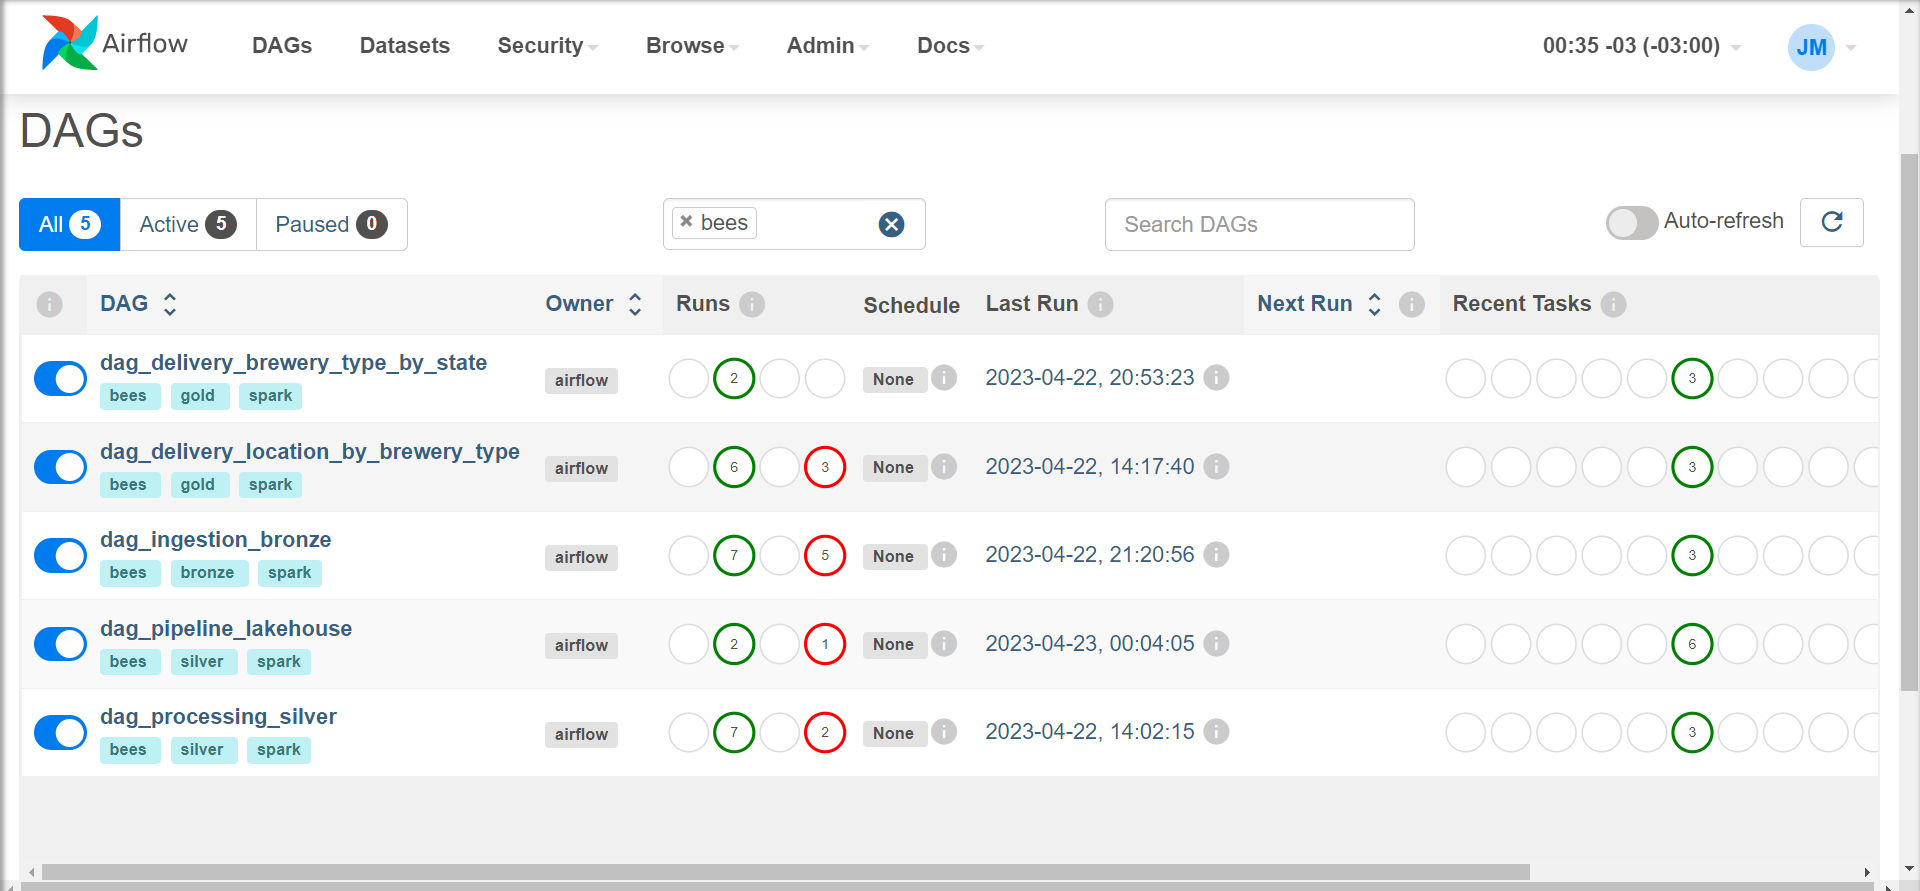 Airflow DAGs Datasets Security Browse Admin Docs 00:35 -03 (-03:00) JM
DAGs
All 5 Active 5 Paused 0 × bees Search DAGs Auto-refresh
DAG Owner Runs Schedule Last Run Next Run Recent Tasks
dag_delivery_brewery_type_by_state
airflow 2 None 2023-04-22, 20:53:23 3
bees gold spark
dag_delivery_location_by_brewery_type
airflow 6 3 None 2023-04-22, 14:17:40 3
bees gold spark
dag_ingestion_bronze
airflow 7 5 None 2023-04-22, 21:20:56 3
bees bronze spark
dag_pipeline_lakehouse
airflow 2 1 None 2023-04-23, 00:04:05 6
bees silver spark
dag_processing_silver
airflow 7 2 None 2023-04-22, 14:02:15 3
bees silver spark